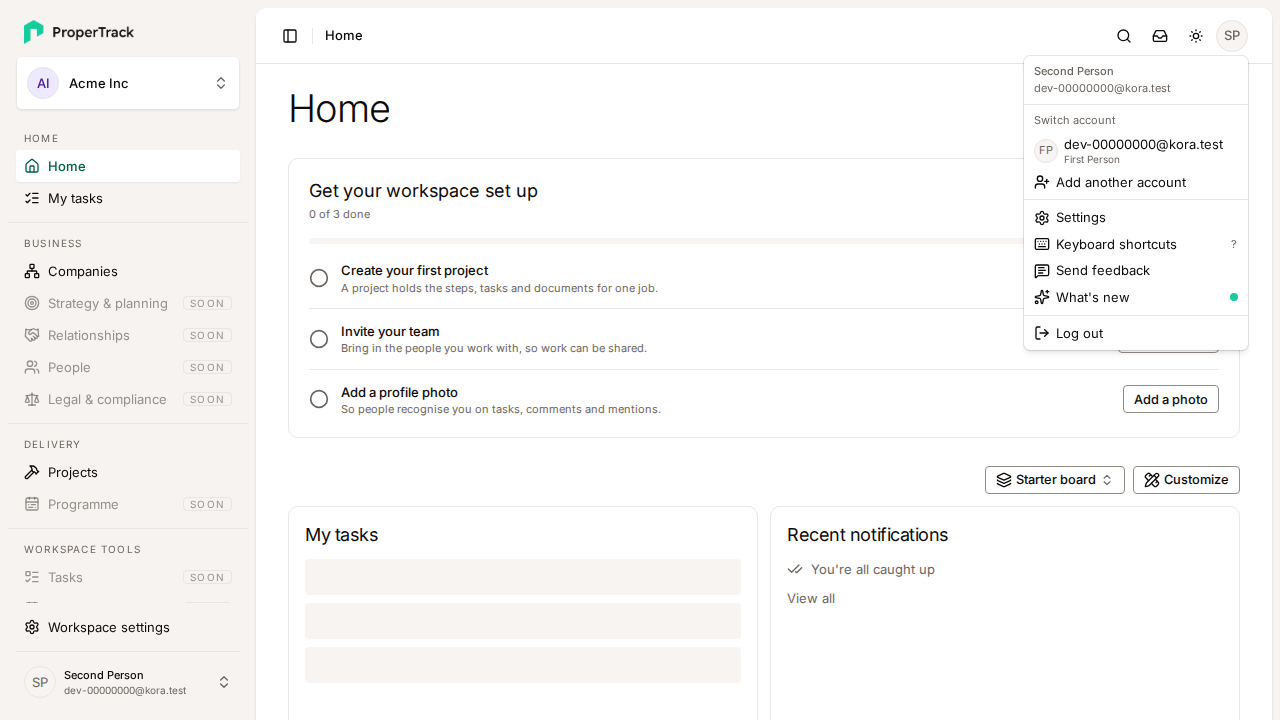 ProperTrack
AI
Acme Inc
HOME
Home
My tasks
BUSINESS
Companies
Strategy & planning SOON
Relationships SOON
People SOON
Legal & compliance SOON
DELIVERY
Projects
Programme SOON
WORKSPACE TOOLS
Tasks SOON
Workspace settings
SP
Second Person
dev-00000000@kora.test
Home
SP
Home
Get your workspace set up
0 of 3 done
Create your first project
A project holds the steps, tasks and documents for one job.
Invite your team
Bring in the people you work with, so work can be shared.
Add a profile photo
So people recognise you on tasks, comments and mentions.
Add a photo
Second Person
dev-00000000@kora.test
Switch account
FP
dev-00000000@kora.test
First Person
Add another account
Settings
Keyboard shortcuts ?
Send feedback
What's new
Log out
Starter board
Customize
My tasks
Recent notifications
You're all caught up
View all